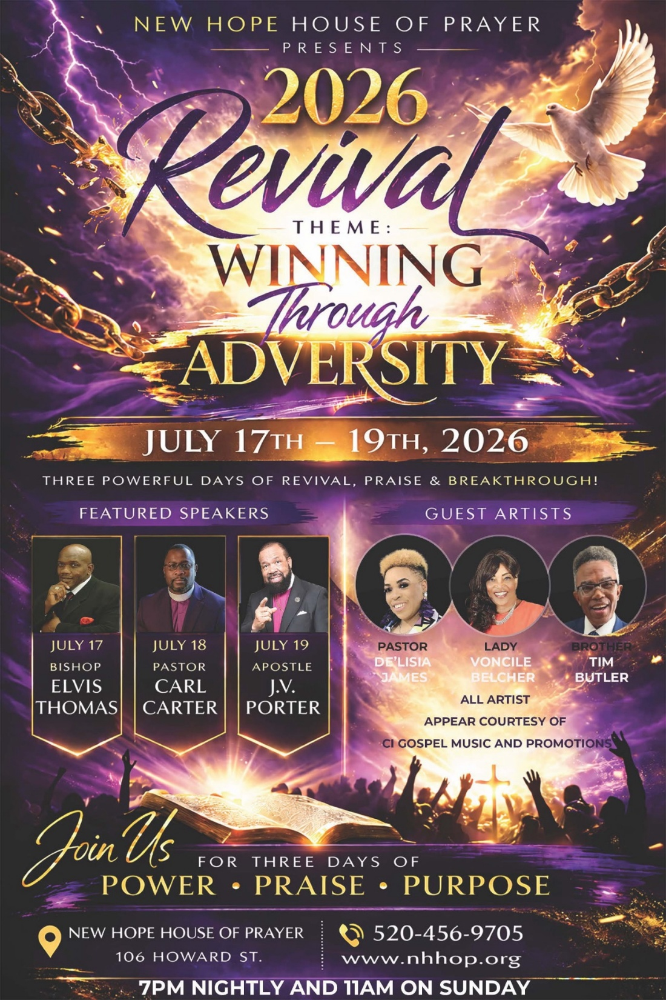 NEW HOPE HOUSE OF PRAYER
PRESENTS
2026
Revival
THEME:
WINNING
Through
ADVERSITY
JULY 17TH – 19TH, 2026
THREE POWERFUL DAYS OF REVIVAL, PRAISE & BREAKTHROUGH!
FEATURED SPEAKERS
JULY 17
BISHOP
ELVIS
THOMAS
JULY 18
PASTOR
CARL
CARTER
JULY 19
APOSTLE
J.V.
PORTER
GUEST ARTISTS
PASTOR
DE'LISIA
JAMES
LADY
VONCILE
BELCHER
BROTHER
TIM
BUTLER
ALL ARTIST
APPEAR COURTESY OF
CI GOSPEL MUSIC AND PROMOTIONS
Join Us
FOR THREE DAYS OF
POWER • PRAISE • PURPOSE
NEW HOPE HOUSE OF PRAYER
106 HOWARD ST.
520-456-9705
www.nhhop.org
7PM NIGHTLY AND 11AM ON SUNDAY